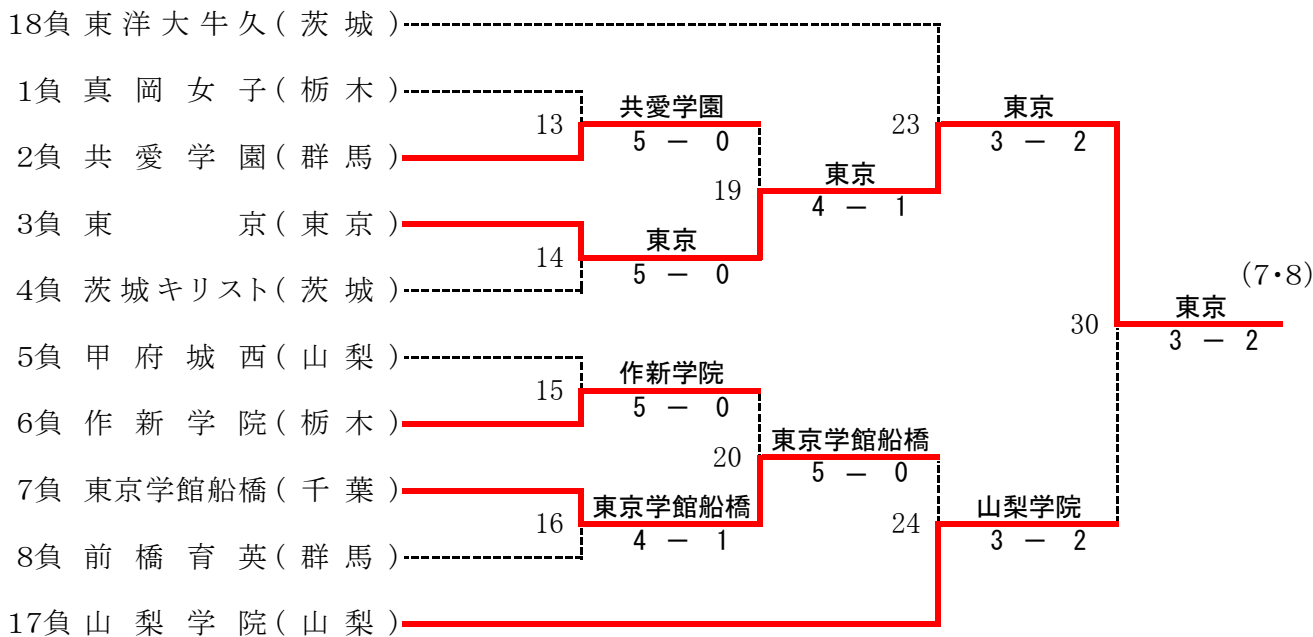 18負 東洋大牛久(茨城)
1負 真岡女子(栃木)
13
共愛学園
5 － 0
23
東京
3 － 2
2負 共愛学園(群馬)
19
東京
4 － 1
3負 東京(東京)
14
東京
5 － 0
4負 茨城キリスト(茨城)
(7・8)
30
東京
3 － 2
5負 甲府城西(山梨)
15
作新学院
5 － 0
6負 作新学院(栃木)
20
東京学館船橋
5 － 0
7負 東京学館船橋(千葉)
16
東京学館船橋
4 － 1
24
山梨学院
3 － 2
8負 前橋育英(群馬)
17負 山梨学院(山梨)